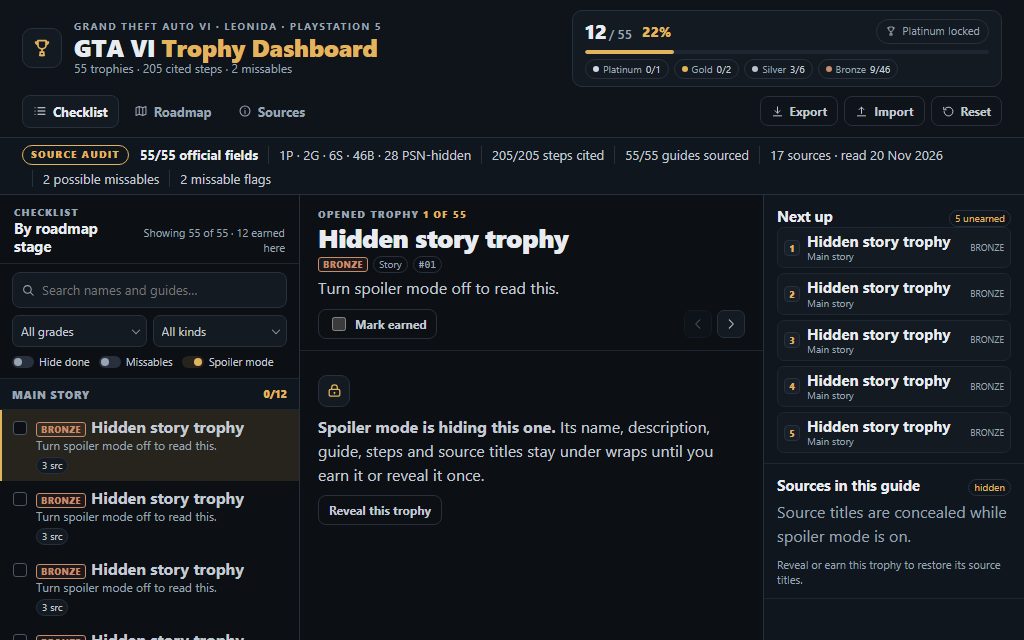 GRAND THEFT AUTO VI · LEONIDA · PLAYSTATION 5
GTA VI Trophy Dashboard
55 trophies · 205 cited steps · 2 missables
12 / 55 22%
Platinum locked
Platinum 0/1
Gold 0/2
Silver 3/6
Bronze 9/46
Checklist
Roadmap
Sources
Export
Import
Reset
SOURCE AUDIT
55/55 official fields
1P · 2G · 6S · 46B · 28 PSN-hidden
205/205 steps cited
55/55 guides sourced
17 sources · read 20 Nov 2026
2 possible missables
2 missable flags
CHECKLIST
By roadmap
stage
Showing 55 of 55 · 12 earned
here
Search names and guides...
All grades
All kinds
Hide done
Missables
Spoiler mode
MAIN STORY
0/12
BRONZE Hidden story trophy
Turn spoiler mode off to read this.
3 src
BRONZE Hidden story trophy
Turn spoiler mode off to read this.
3 src
BRONZE Hidden story trophy
Turn spoiler mode off to read this.
3 src
BRONZE Hidden story trophy
OPENED TROPHY 1 OF 55
Hidden story trophy
BRONZE
Story
#01
Turn spoiler mode off to read this.
Mark earned
Spoiler mode is hiding this one. Its name, description,
guide, steps and source titles stay under wraps until you
earn it or reveal it once.
Reveal this trophy
Next up
5 unearned
1 Hidden story trophy BRONZE
Main story
2 Hidden story trophy BRONZE
Main story
3 Hidden story trophy BRONZE
Main story
4 Hidden story trophy BRONZE
Main story
5 Hidden story trophy BRONZE
Main story
Sources in this guide
hidden
Source titles are concealed while
spoiler mode is on.
Reveal or earn this trophy to restore its source
titles.